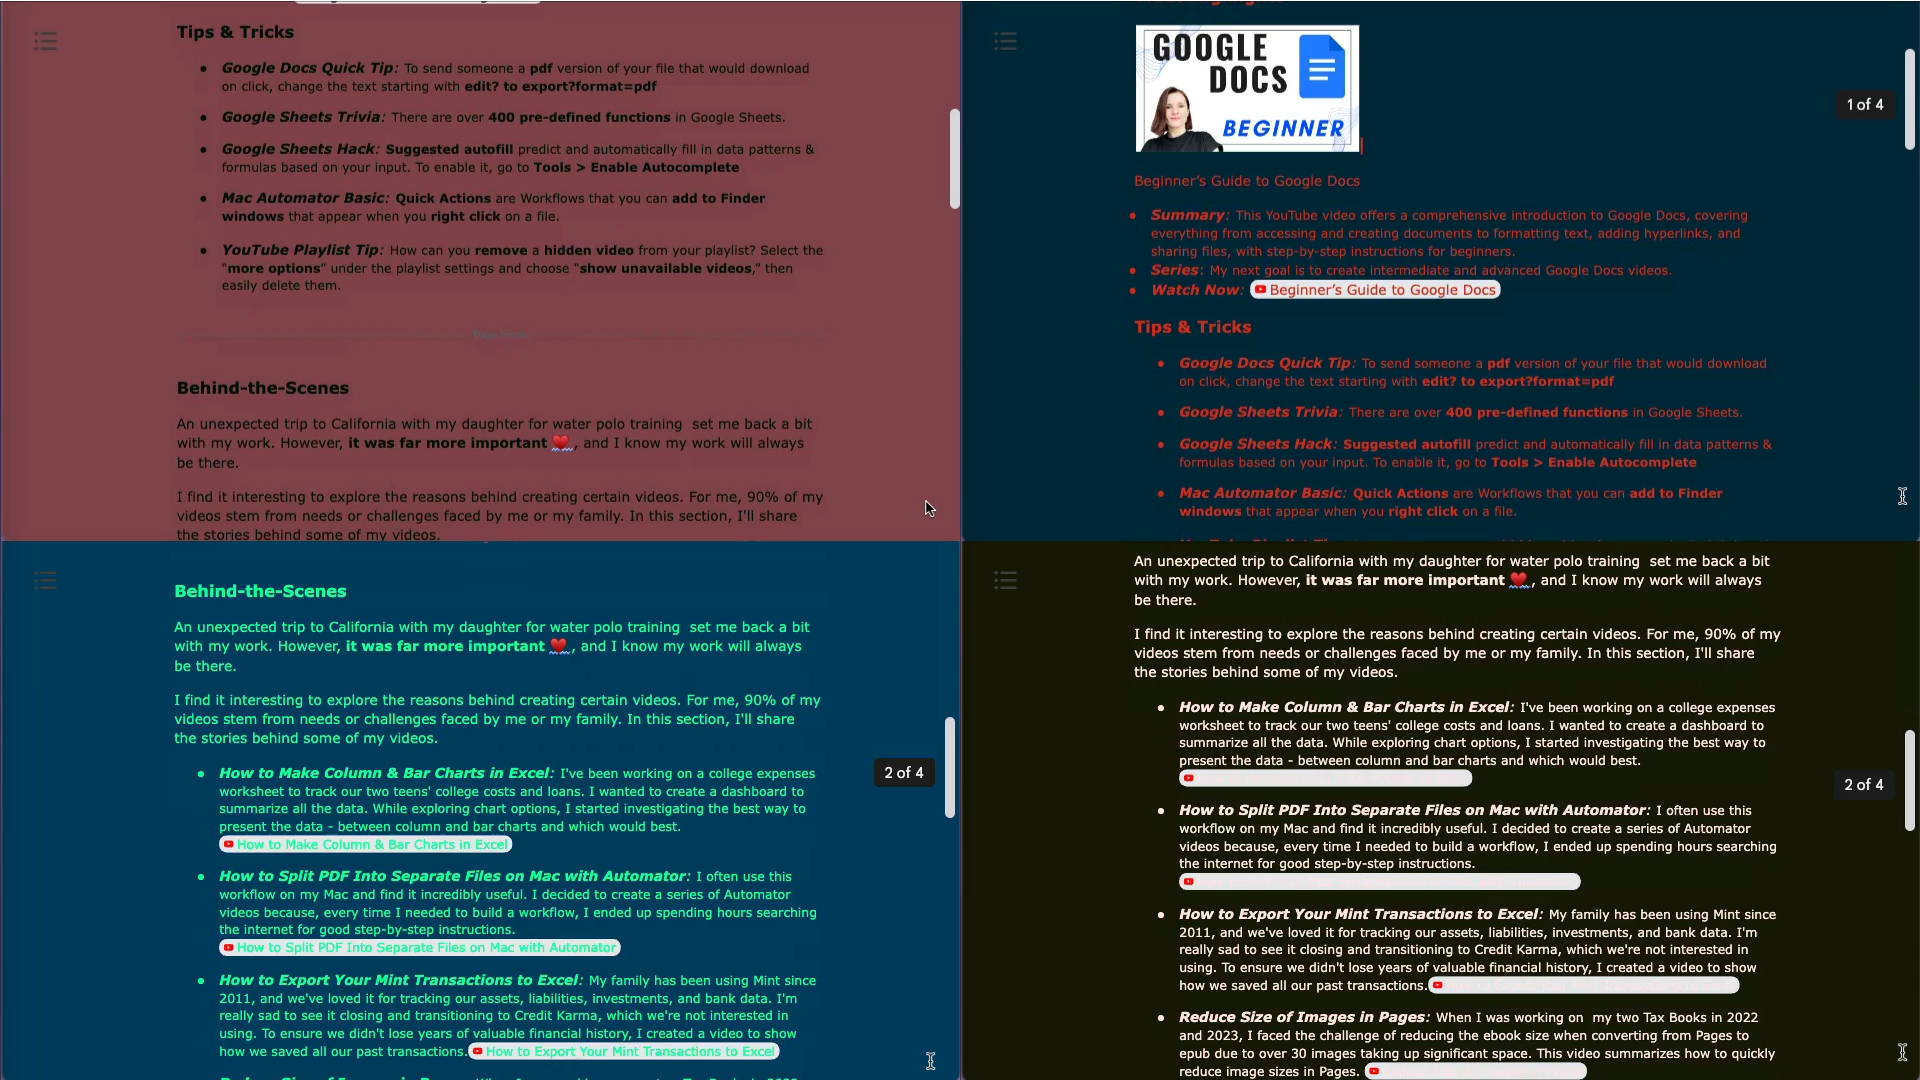 Tips & Tricks
Google Docs Quick Tip: To send someone a pdf version of your file that would download
on click, change the text starting with edit? to export?format=pdf
Google Sheets Trivia: There are over 400 pre-defined functions in Google Sheets.
Google Sheets Hack: Suggested autofill predict and automatically fill in data patterns &
formulas based on your input. To enable it, go to Tools > Enable Autocomplete
Mac Automator Basic: Quick Actions are Workflows that you can add to Finder
windows that appear when you right click on a file.
YouTube Playlist Tip: How can you remove a hidden video from your playlist? Select the
“more options” under the playlist settings and choose “show unavailable videos,” then
easily delete them.
Behind-the-Scenes
An unexpected trip to California with my daughter for water polo training set me back a bit
with my work. However, it was far more important ❤️, and I know my work will always
be there.
I find it interesting to explore the reasons behind creating certain videos. For me, 90% of my
videos stem from needs or challenges faced by me or my family. In this section, I'll share
the stories behind some of my videos.
GOOGLE
DOCS
BEGINNER
1 of 4
Beginner’s Guide to Google Docs
Summary: This YouTube video offers a comprehensive introduction to Google Docs, covering
everything from accessing and creating documents to formatting text, adding hyperlinks, and
sharing files, with step-by-step instructions for beginners.
Series: My next goal is to create intermediate and advanced Google Docs videos.
Watch Now: Beginner’s Guide to Google Docs
Tips & Tricks
Google Docs Quick Tip: To send someone a pdf version of your file that would download
on click, change the text starting with edit? to export?format=pdf
Google Sheets Trivia: There are over 400 pre-defined functions in Google Sheets.
Google Sheets Hack: Suggested autofill predict and automatically fill in data patterns &
formulas based on your input. To enable it, go to Tools > Enable Autocomplete
Mac Automator Basic: Quick Actions are Workflows that you can add to Finder
windows that appear when you right click on a file.
Behind-the-Scenes
An unexpected trip to California with my daughter for water polo training set me back a bit
with my work. However, it was far more important ❤️, and I know my work will always
be there.
I find it interesting to explore the reasons behind creating certain videos. For me, 90% of my
videos stem from needs or challenges faced by me or my family. In this section, I'll share
the stories behind some of my videos.
2 of 4
How to Make Column & Bar Charts in Excel: I've been working on a college expenses
worksheet to track our two teens' college costs and loans. I wanted to create a dashboard to
summarize all the data. While exploring chart options, I started investigating the best way to
present the data - between column and bar charts and which would best.
How to Make Column & Bar Charts in Excel
How to Split PDF Into Separate Files on Mac with Automator: I often use this
workflow on my Mac and find it incredibly useful. I decided to create a series of Automator
videos because, every time I needed to build a workflow, I ended up spending hours searching
the internet for good step-by-step instructions.
How to Split PDF Into Separate Files on Mac with Automator
How to Export Your Mint Transactions to Excel: My family has been using Mint since
2011, and we've loved it for tracking our assets, liabilities, investments, and bank data. I'm
really sad to see it closing and transitioning to Credit Karma, which we're not interested in
using. To ensure we didn't lose years of valuable financial history, I created a video to show
how we saved all our past transactions. How to Export Your Mint Transactions to Excel
An unexpected trip to California with my daughter for water polo training set me back a bit
with my work. However, it was far more important ❤️, and I know my work will always
be there.
I find it interesting to explore the reasons behind creating certain videos. For me, 90% of my
videos stem from needs or challenges faced by me or my family. In this section, I'll share
the stories behind some of my videos.
How to Make Column & Bar Charts in Excel: I've been working on a college expenses
worksheet to track our two teens' college costs and loans. I wanted to create a dashboard to
summarize all the data. While exploring chart options, I started investigating the best way to
present the data - between column and bar charts and which would best.
2 of 4
How to Split PDF Into Separate Files on Mac with Automator: I often use this
workflow on my Mac and find it incredibly useful. I decided to create a series of Automator
videos because, every time I needed to build a workflow, I ended up spending hours searching
the internet for good step-by-step instructions.
How to Export Your Mint Transactions to Excel: My family has been using Mint since
2011, and we've loved it for tracking our assets, liabilities, investments, and bank data. I'm
really sad to see it closing and transitioning to Credit Karma, which we're not interested in
using. To ensure we didn't lose years of valuable financial history, I created a video to show
how we saved all our past transactions.
Reduce Size of Images in Pages: When I was working on my two Tax Books in 2022
and 2023, I faced the challenge of reducing the ebook size when converting from Pages to
epub due to over 30 images taking up significant space. This video summarizes how to quickly
reduce image sizes in Pages.